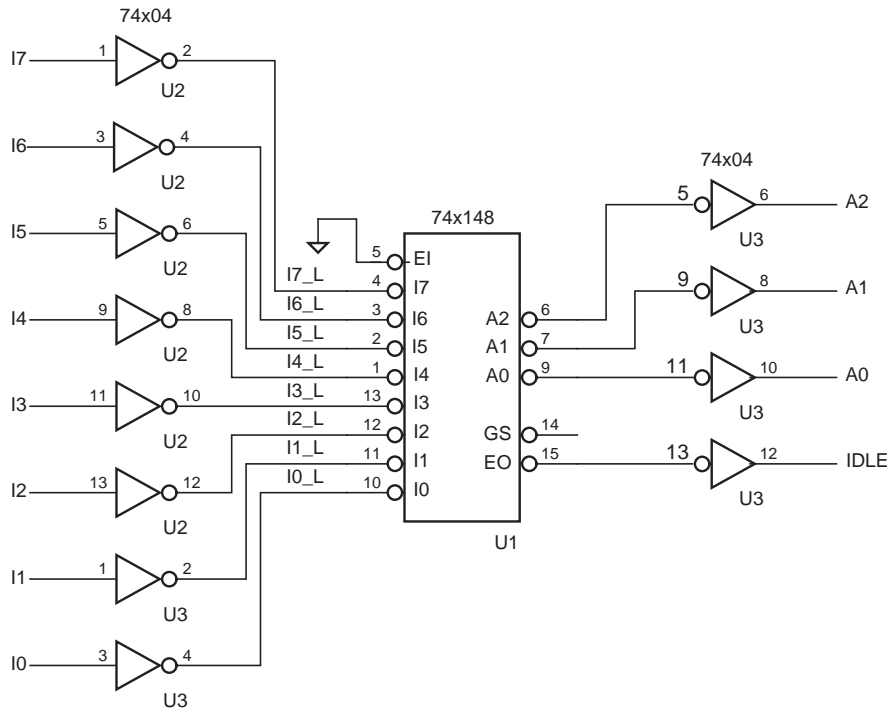 74x04
I7 1 2
U2
I6 3 4
U2
74x04
I5 5 6
U2
5 6 A2
U3
74x148
5 EI
I7_L 4 I7
9 8 A1
U3
I4 9 8
U2
I6_L 3 I6
A2 6
I5_L 2 I5
A1 7
I4_L 1 I4
A0 9
11 10 A0
U3
I3 11 10
U2
I3_L 13 I3
I2_L 12 I2
GS 14
I1_L 11 I1
EO 15
13 12 IDLE
U3
I0_L 10 I0
I2 13 12
U2
U1
I1 1 2
U3
I0 3 4
U3